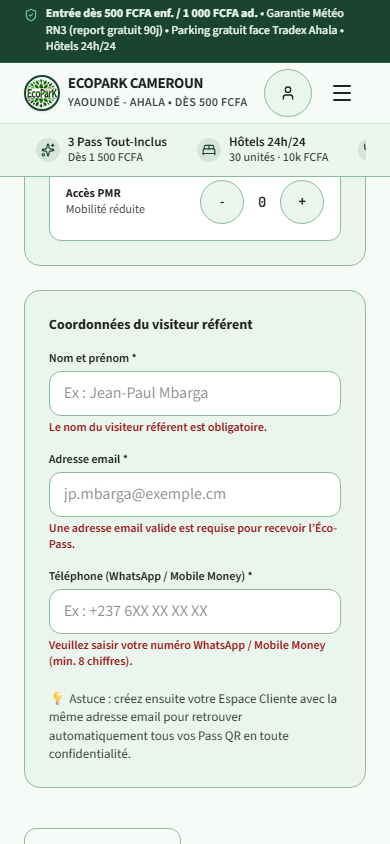 Entrée dès 500 FCFA enf. / 1 000 FCFA ad. • Garantie Météo
RN3 (report gratuit 90j) • Parking gratuit face Tradex Ahala •
Hôtels 24h/24
EcoParK
ECOPARK CAMEROUN
YAOUNDÉ - AHALA • DÈS 500 FCFA
3 Pass Tout-Inclus
Dès 1 500 FCFA
Hôtels 24h/24
30 unités · 10k FCFA
Accès PMR
Mobilité réduite
- 0 +
Coordonnées du visiteur référent
Nom et prénom *
Ex : Jean-Paul Mbarga
Le nom du visiteur référent est obligatoire.
Adresse email *
jp.mbarga@exemple.cm
Une adresse email valide est requise pour recevoir l'Éco-
Pass.
Téléphone (WhatsApp / Mobile Money) *
Ex : +237 6XX XX XX XX
Veuillez saisir votre numéro WhatsApp / Mobile Money
(min. 8 chiffres).
💡 Astuce : créez ensuite votre Espace Cliente avec la
même adresse email pour retrouver
automatiquement tous vos Pass QR en toute
confidentialité.